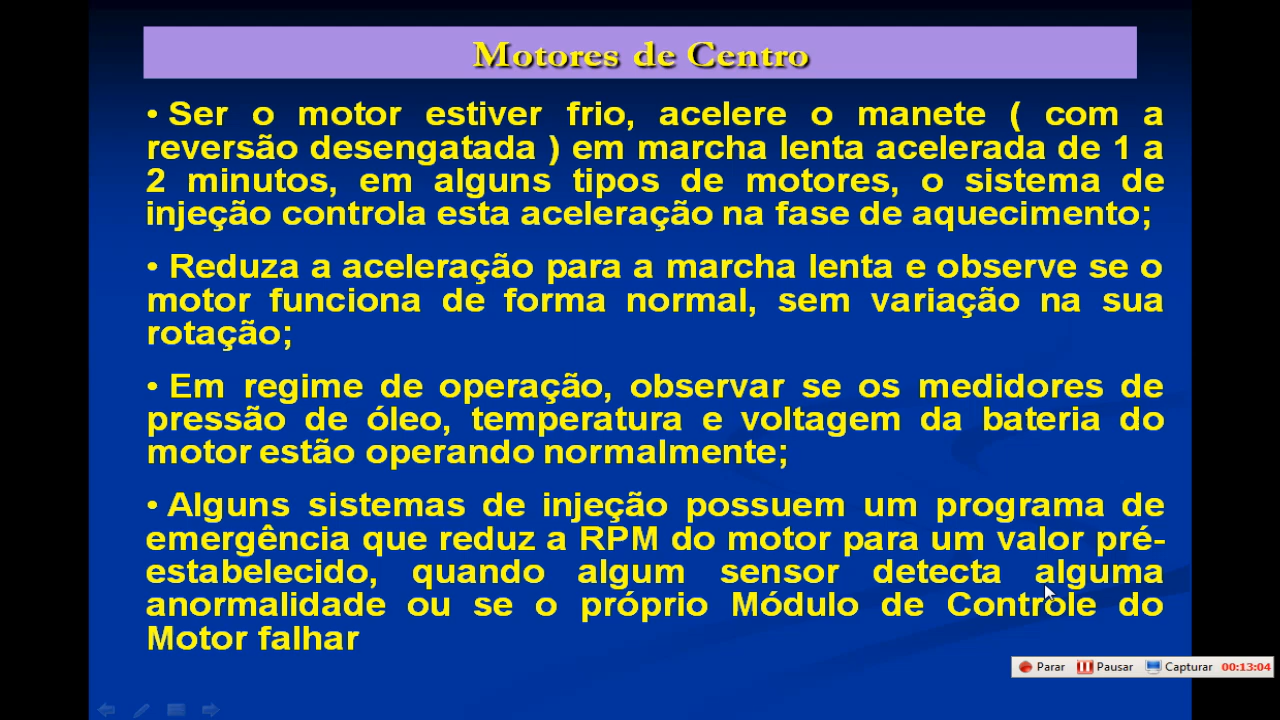 Motores de Centro
• Ser o motor estiver frio, acelere o manete ( com a
reversão desengatada ) em marcha lenta acelerada de 1 a
2 minutos, em alguns tipos de motores, o sistema de
injeção controla esta aceleração na fase de aquecimento;
• Reduza a aceleração para a marcha lenta e observe se o
motor funciona de forma normal, sem variação na sua
rotação;
• Em regime de operação, observar se os medidores de
pressão de óleo, temperatura e voltagem da bateria do
motor estão operando normalmente;
• Alguns sistemas de injeção possuem um programa de
emergência que reduz a RPM do motor para um valor pré-
estabelecido, quando algum sensor detecta alguma
anormalidade ou se o próprio Módulo de Controle do
Motor falhar
Parar Pausar Capturar 00:13:04